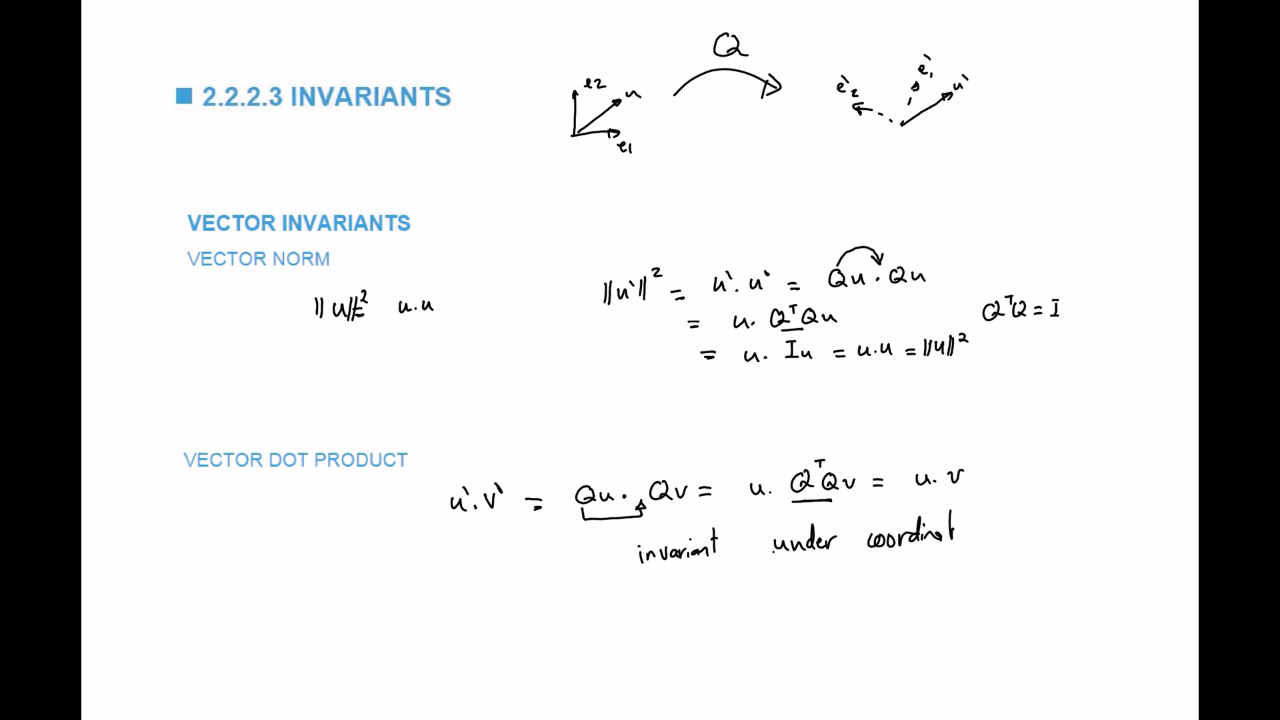 Q
2.2.2.3 INVARIANTS
e2 u e1
e`2 e`1 u`
VECTOR INVARIANTS
VECTOR NORM
‖u‖² = u.u
‖u`‖² = u`.u` = Qu . Qu
= u. QᵀQu
QᵀQ = I
= u. Iu = u.u = ‖u‖²
VECTOR DOT PRODUCT
u`.v` = Qu . Qv = u. QᵀQv = u.v
invariant under coordinat